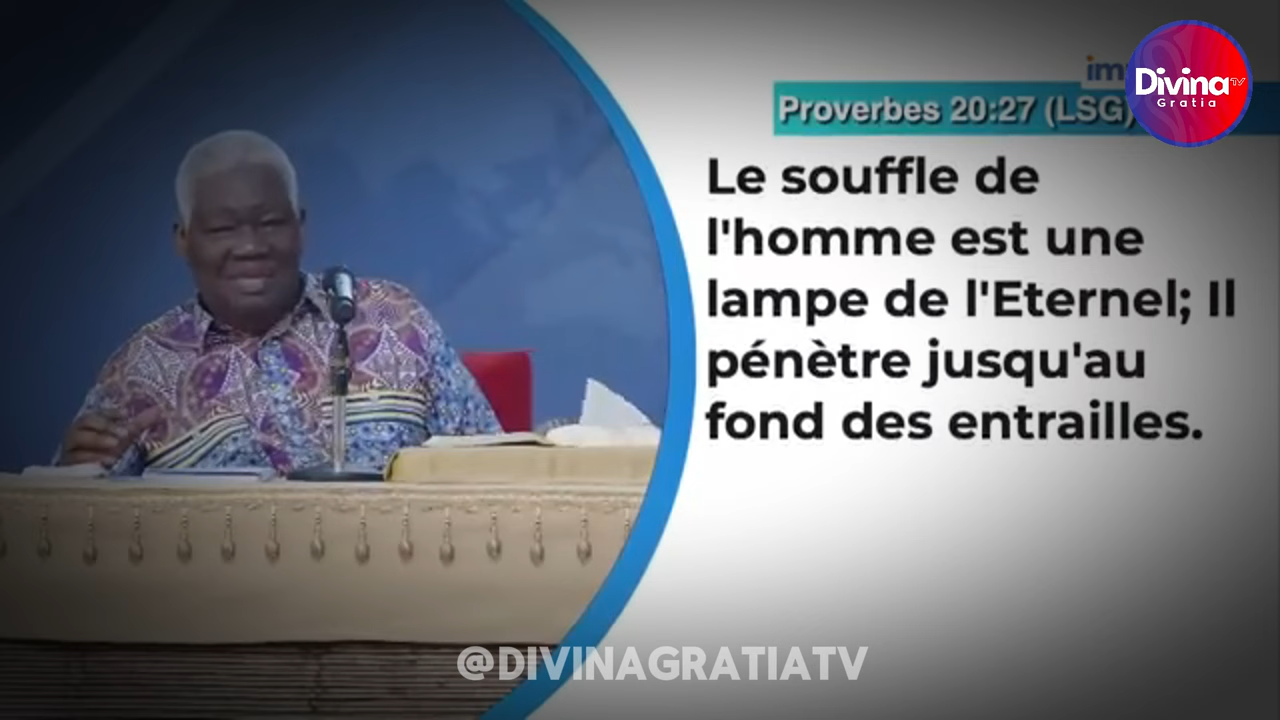 Divina TV
Gratia
Proverbes 20:27 (LSG)
Le souffle de
l'homme est une
lampe de l'Eternel; Il
pénètre jusqu'au
fond des entrailles.
@DIVINAGRATIATV